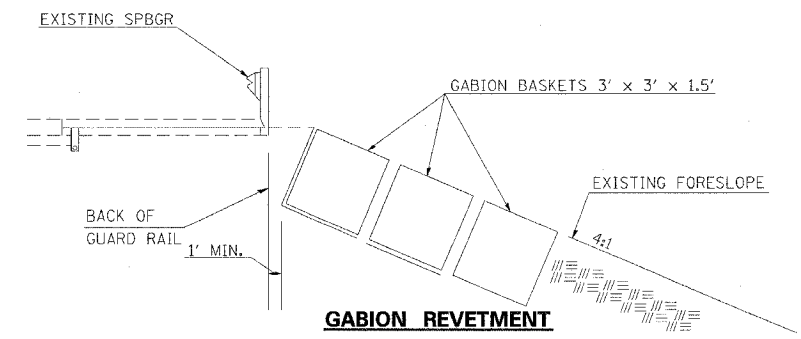 EXISTING SPBGR
GABION BASKETS 3' x 3' x 1.5'
EXISTING FORESLOPE
4:1
BACK OF
GUARD RAIL
1' MIN.
GABION REVETMENT